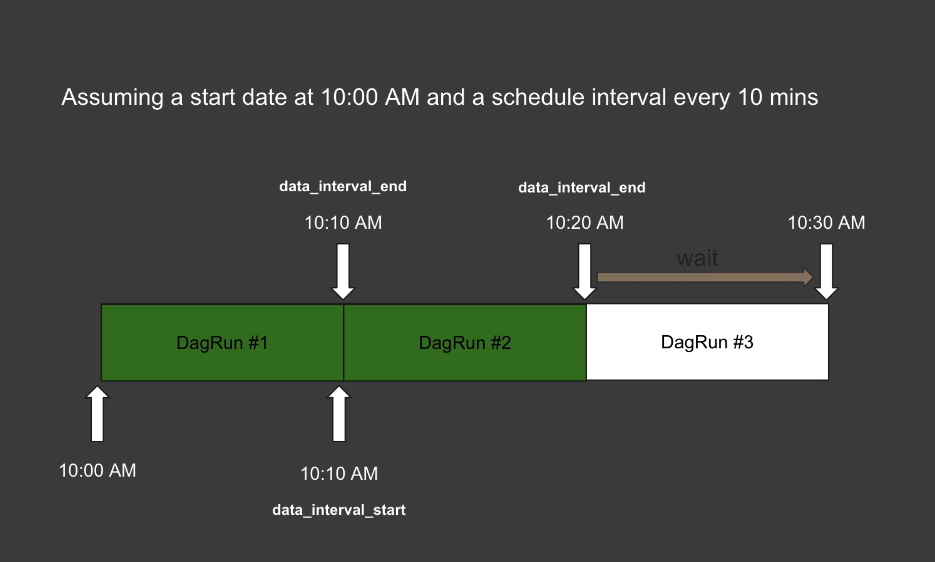 Assuming a start date at 10:00 AM and a schedule interval every 10 mins
data_interval_end
data_interval_end
10:10 AM
10:20 AM
10:30 AM
wait
DagRun #1
DagRun #2
DagRun #3
10:00 AM
10:10 AM
data_interval_start